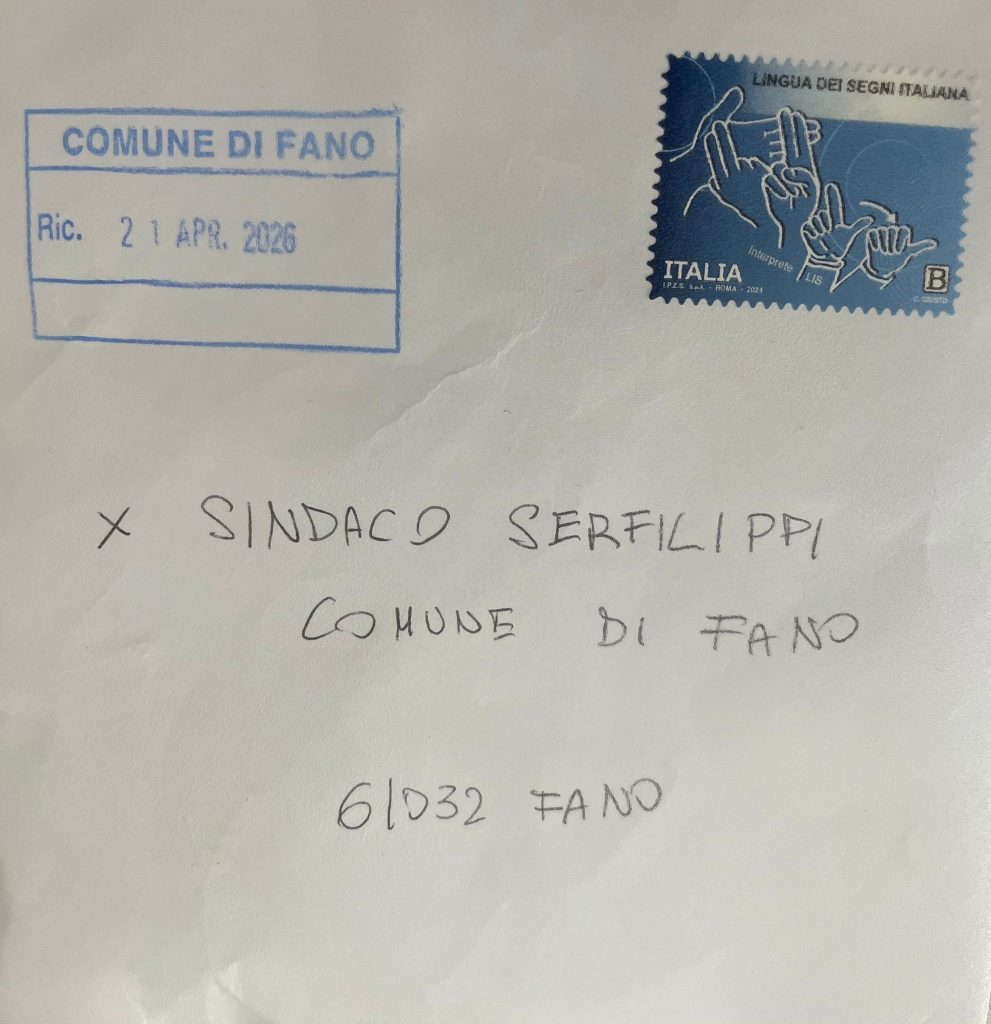 COMUNE DI FANO
Ric. 21 APR. 2026
LINGUA DEI SEGNI ITALIANA
Interprete LIS
ITALIA
B
I.P.Z.S. S.p.A. - ROMA - 2024
C. GIUSTO
X SINDACO SERFILIPPI
COMUNE DI FANO
61032 FANO